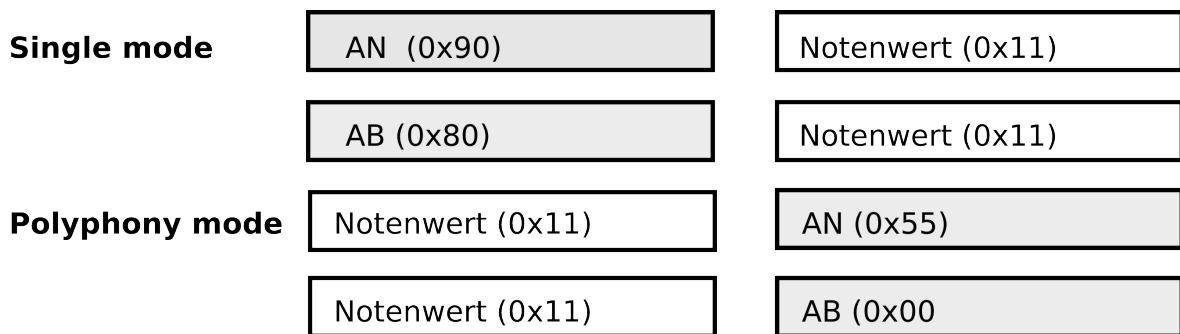 Single mode AN (0x90) Notenwert (0x11)
AB (0x80) Notenwert (0x11)
Polyphony mode Notenwert (0x11) AN (0x55)
Notenwert (0x11) AB (0x00